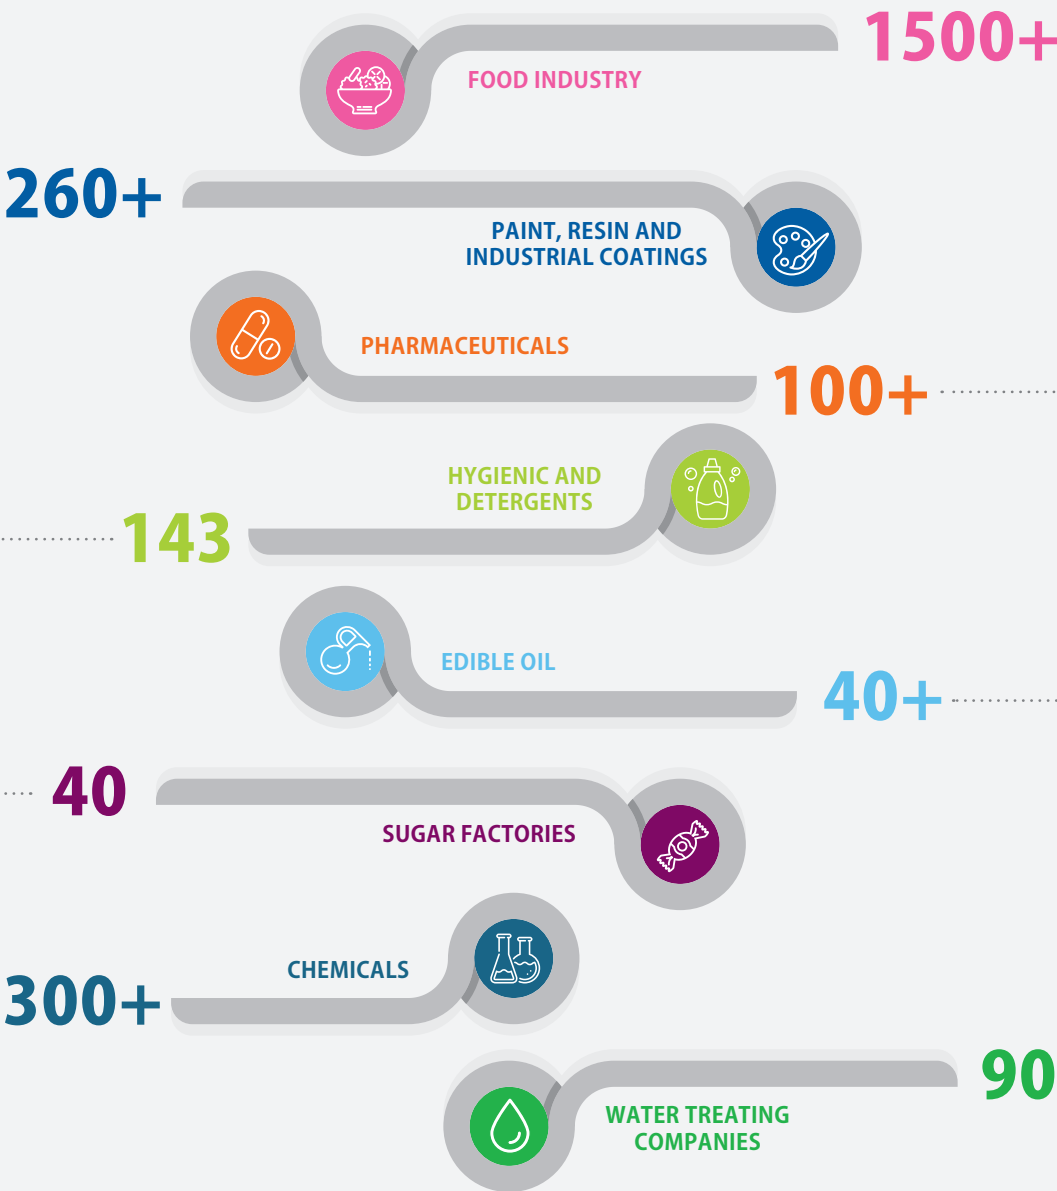 1500+
FOOD INDUSTRY
260+
PAINT, RESIN AND
INDUSTRIAL COATINGS
PHARMACEUTICALS
100+
HYGIENIC AND
DETERGENTS
143
EDIBLE OIL
40+
40
SUGAR FACTORIES
CHEMICALS
300+
90
WATER TREATING
COMPANIES